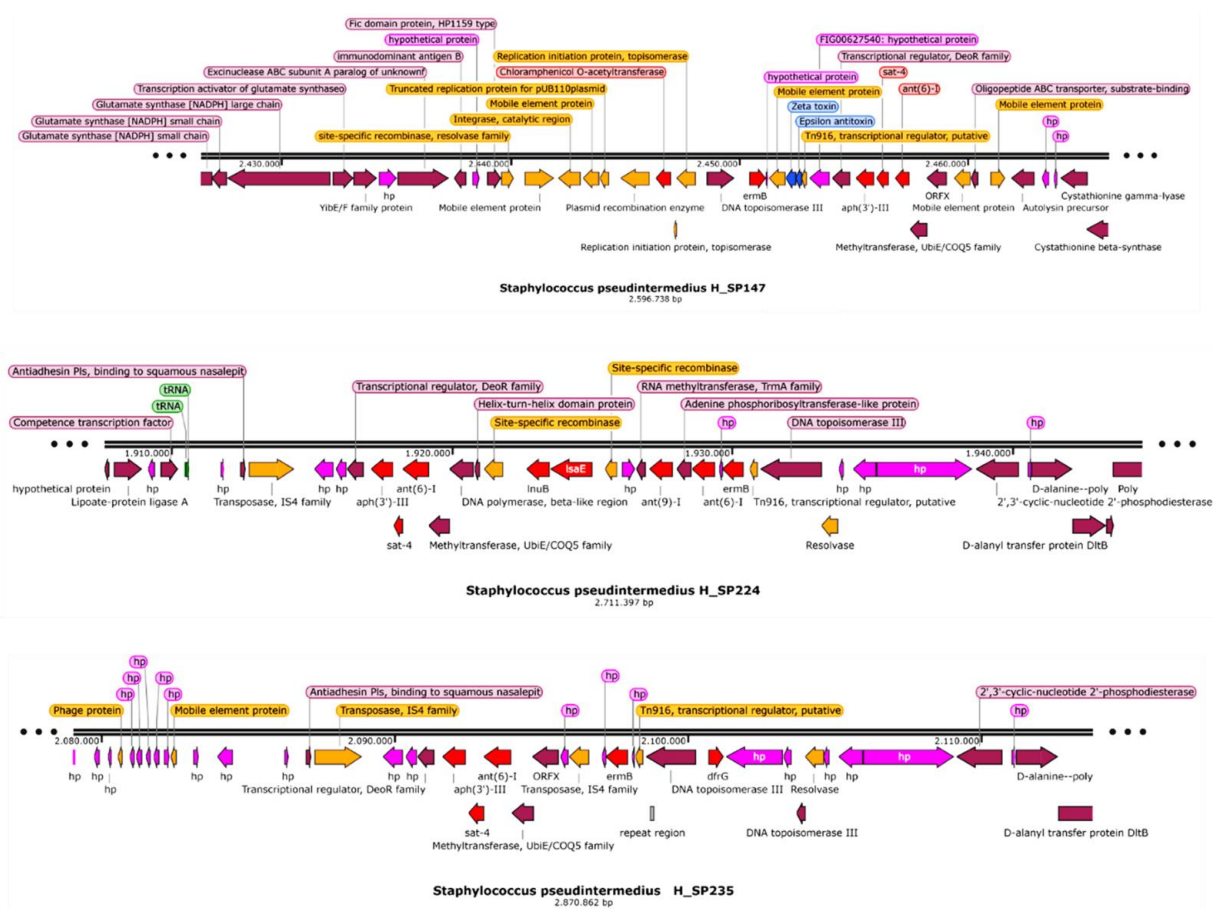 Fic domain protein, HP1159 type
hypothetical protein
Replication initiation protein, topisomerase
FIG00627540: hypothetical protein
immunodominant antigen B
Transcriptional regulator, DeoR family
Excinuclease ABC subunit A paralog of unknownf
Chloramphenicol O-acetyltransferase
hypothetical protein
sat-4
Transcription activator of glutamate synthaseo
Truncated replication protein for pUB110plasmid
Mobile element protein
ant(6)-I
Oligopeptide ABC transporter, substrate-binding
Glutamate synthase [NADPH] large chain
Mobile element protein
Zeta toxin
Mobile element protein
Glutamate synthase [NADPH] small chain
Integrase, catalytic region
Epsilon antitoxin
hp
Glutamate synthase [NADPH] small chain
site-specific recombinase, resolvase family
Tn916, transcriptional regulator, putative
hp
2.430.000
2.440.000
2.450.000
2.460.000
hp
ermB
aph(3')-III
ORFX
Cystathionine gamma-lyase
YibE/F family protein
Mobile element protein
Plasmid recombination enzyme
DNA topoisomerase III
Mobile element protein
Autolysin precursor
Replication initiation protein, topisomerase
Methyltransferase, UbiE/COQ5 family
Cystathionine beta-synthase
Staphylococcus pseudintermedius H_SP147
2.596.738 bp
Antiadhesin Pls, binding to squamous nasalepit
Site-specific recombinase
tRNA
Transcriptional regulator, DeoR family
RNA methyltransferase, TrmA family
tRNA
Helix-turn-helix domain protein
Adenine phosphoribosyltransferase-like protein
Competence transcription factor
Site-specific recombinase
hp
DNA topoisomerase III
hp
1.910.000
1.920.000
1.930.000
1.940.000
lsaE
hp
hypothetical protein
hp
hp
hp
hp
ant(6)-I
lnuB
hp
ant(9)-I
ermB
hp
hp
D-alanine--poly
Poly
Lipoate-protein ligase A
Transposase, IS4 family
aph(3')-III
DNA polymerase, beta-like region
ant(6)-I
Tn916, transcriptional regulator, putative
2',3'-cyclic-nucleotide 2'-phosphodiesterase
sat-4
Methyltransferase, UbiE/COQ5 family
Resolvase
D-alanyl transfer protein DltB
Staphylococcus pseudintermedius H_SP224
2.711.397 bp
hp
hp
hp
hp
hp
hp
hp
Antiadhesin Pls, binding to squamous nasalepit
hp
2',3'-cyclic-nucleotide 2'-phosphodiesterase
Phage protein
Mobile element protein
Transposase, IS4 family
hp
Tn916, transcriptional regulator, putative
hp
2.080.000
2.090.000
2.100.000
2.110.000
hp
hp
hp
hp
hp
hp
hp
hp
hp
ant(6)-I
ORFX
ermB
dfrG
hp
hp
D-alanine--poly
hp
Transcriptional regulator, DeoR family
aph(3')-III
Transposase, IS4 family
DNA topoisomerase III
Resolvase
sat-4
repeat region
DNA topoisomerase III
D-alanyl transfer protein DltB
Methyltransferase, UbiE/COQ5 family
Staphylococcus pseudintermedius H_SP235
2.870.862 bp